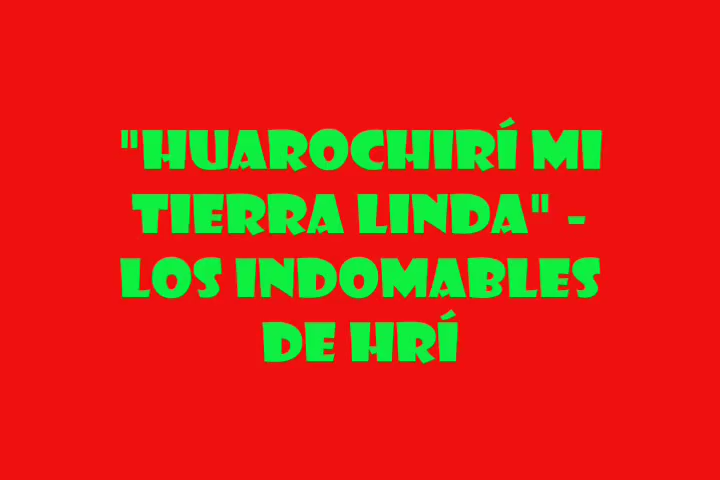 "HUAROCHIRÍ MI
TIERRA LINDA" -
LOS INDOMABLES
DE HRÍ